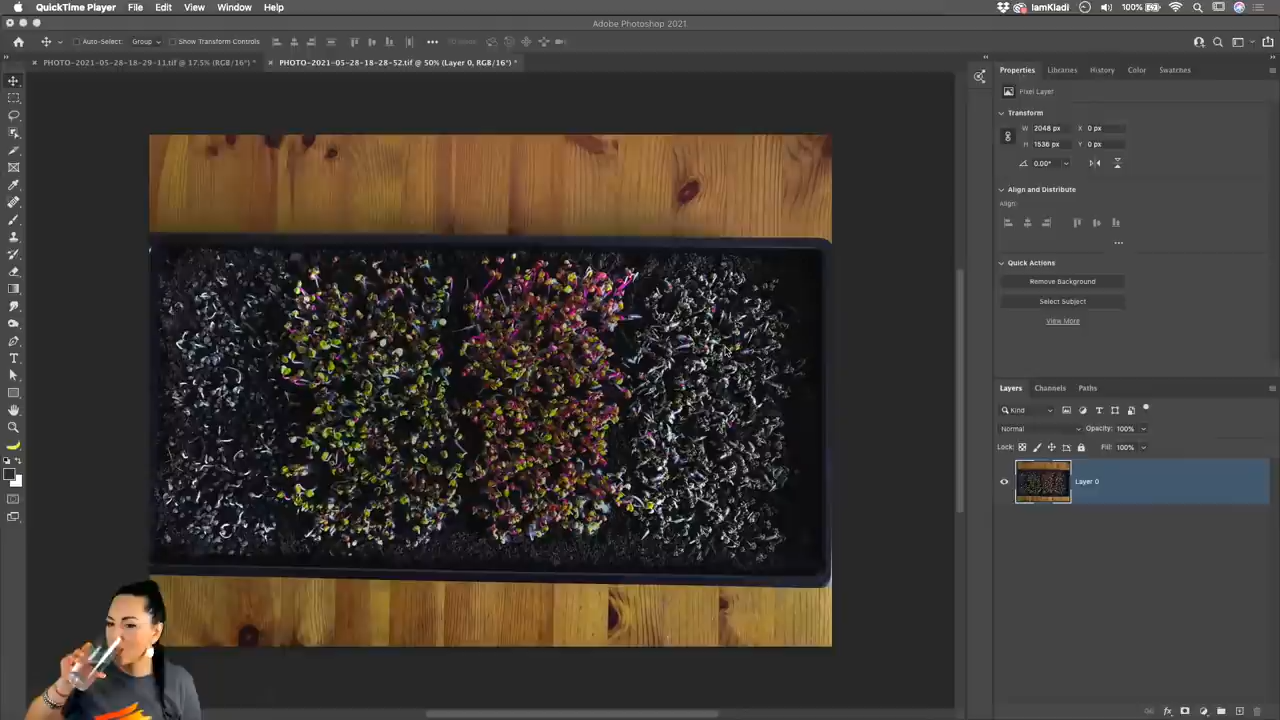 QuickTime Player File Edit View Window Help IamKladi 100%
Adobe Photoshop 2021
Auto-Select: Group Show Transform Controls
PHOTO-2021-05-28-18-29-11.tif @ 17.5% (RGB/16*) *
PHOTO-2021-05-28-18-28-52.tif @ 50% (Layer 0, RGB/16*) *
Properties Libraries History Color Swatches
Pixel Layer
Transform
W 2048 px X 0 px
H 1536 px Y 0 px
0.00°
Align and Distribute
Align:
Quick Actions
Remove Background
Select Subject
View More
Layers Channels Paths
Kind
Normal Opacity: 100%
Lock: Fill: 100%
Layer 0